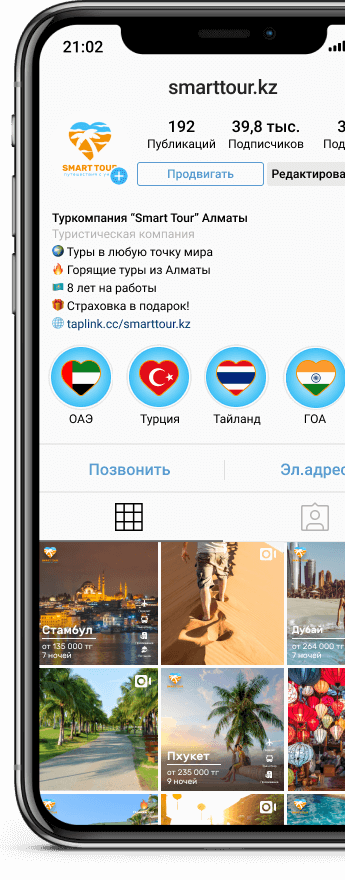 21:02
smarttour.kz
192
39,8 тыс.
3
Публикаций
Подписчиков
Под
SMART TOUR
Продвигать
Редактирова
Туркомпания “Smart Tour” Алматы
Туристическая компания
Туры в любую точку мира
Горящие туры из Алматы
8 лет на работы
Страховка в подарок!
taplink.cc/smarttour.kz
ОАЭ
Турция
Тайланд
ГОА
Позвонить
Эл.адрес
Стамбул
от 135 000 тг
7 ночей
Дубай
от 264 000 тг
7 ночей
Пхукет
от 235 000 тг
9 ночей